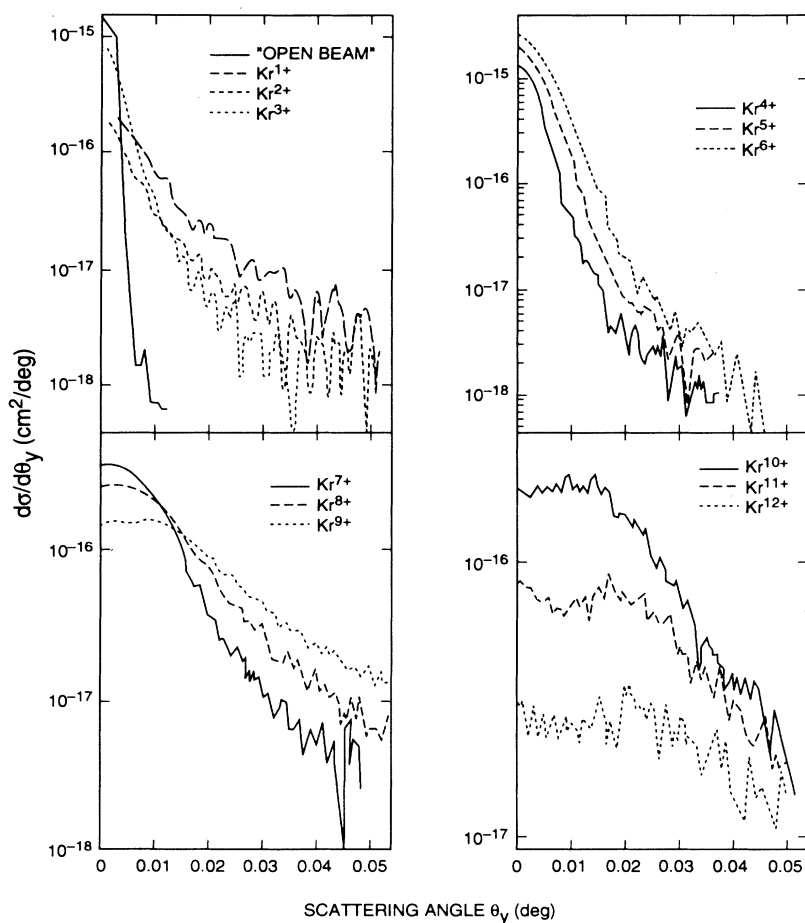 10⁻¹⁵
10⁻¹⁶
10⁻¹⁷
10⁻¹⁸
"OPEN BEAM"
Kr¹⁺
Kr²⁺
Kr³⁺
10⁻¹⁵
10⁻¹⁶
10⁻¹⁷
10⁻¹⁸
Kr⁴⁺
Kr⁵⁺
Kr⁶⁺
dσ/dθy (cm²/deg)
10⁻¹⁶
10⁻¹⁷
10⁻¹⁸
Kr⁷⁺
Kr⁸⁺
Kr⁹⁺
0 0.01 0.02 0.03 0.04 0.05
10⁻¹⁶
10⁻¹⁷
Kr¹⁰⁺
Kr¹¹⁺
Kr¹²⁺
0 0.01 0.02 0.03 0.04 0.05
SCATTERING ANGLE θy (deg)